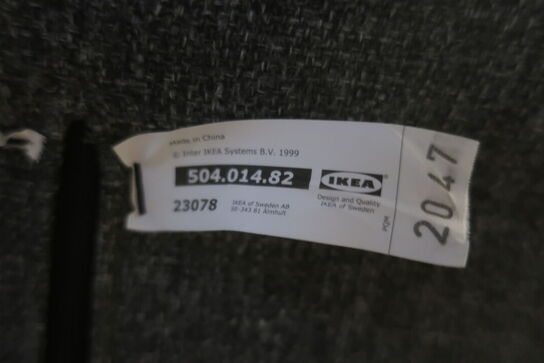 Made in China
© Inter IKEA Systems B.V. 1999
504.014.82
IKEA
23078
IKEA of Sweden AB
SE-343 81 Älmhult
Design and Quality
IKEA of Sweden
PQM
2047